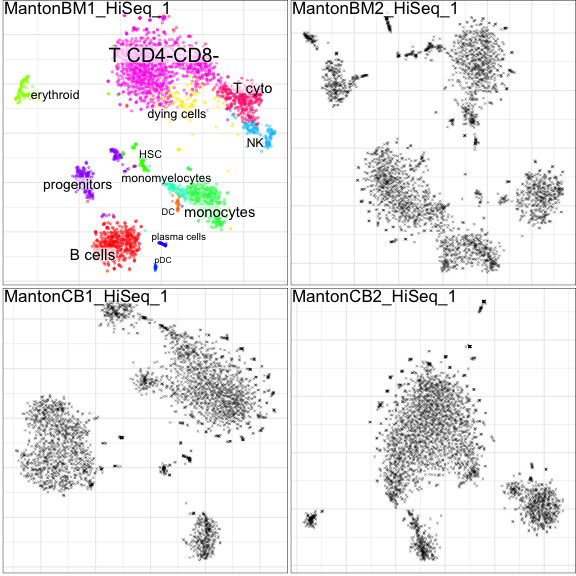 MantonBM1_HiSeq_1
MantonBM2_HiSeq_1
T CD4-CD8-
erythroid
T cyto
dying cells
NK
HSC
monomyelocytes
progenitors
DC
monocytes
plasma cells
B cells
pDC
MantonCB1_HiSeq_1
MantonCB2_HiSeq_1